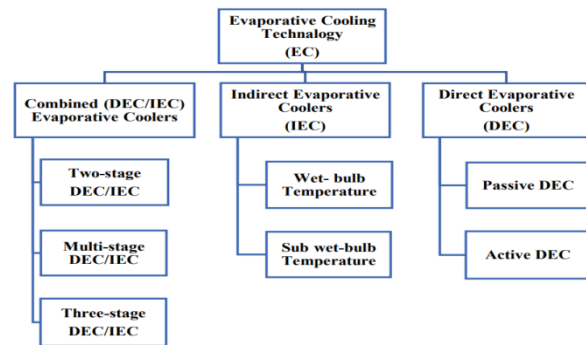 Evaporative Cooling
Technology
(EC)
Combined (DEC/IEC)
Evaporative Coolers
Indirect Evaporative
Coolers
(IEC)
Direct Evaporative
Coolers
(DEC)
Two-stage
DEC/IEC
Multi-stage
DEC/IEC
Three-stage
DEC/IEC
Wet- bulb
Temperature
Sub wet-bulb
Temperature
Passive DEC
Active DEC